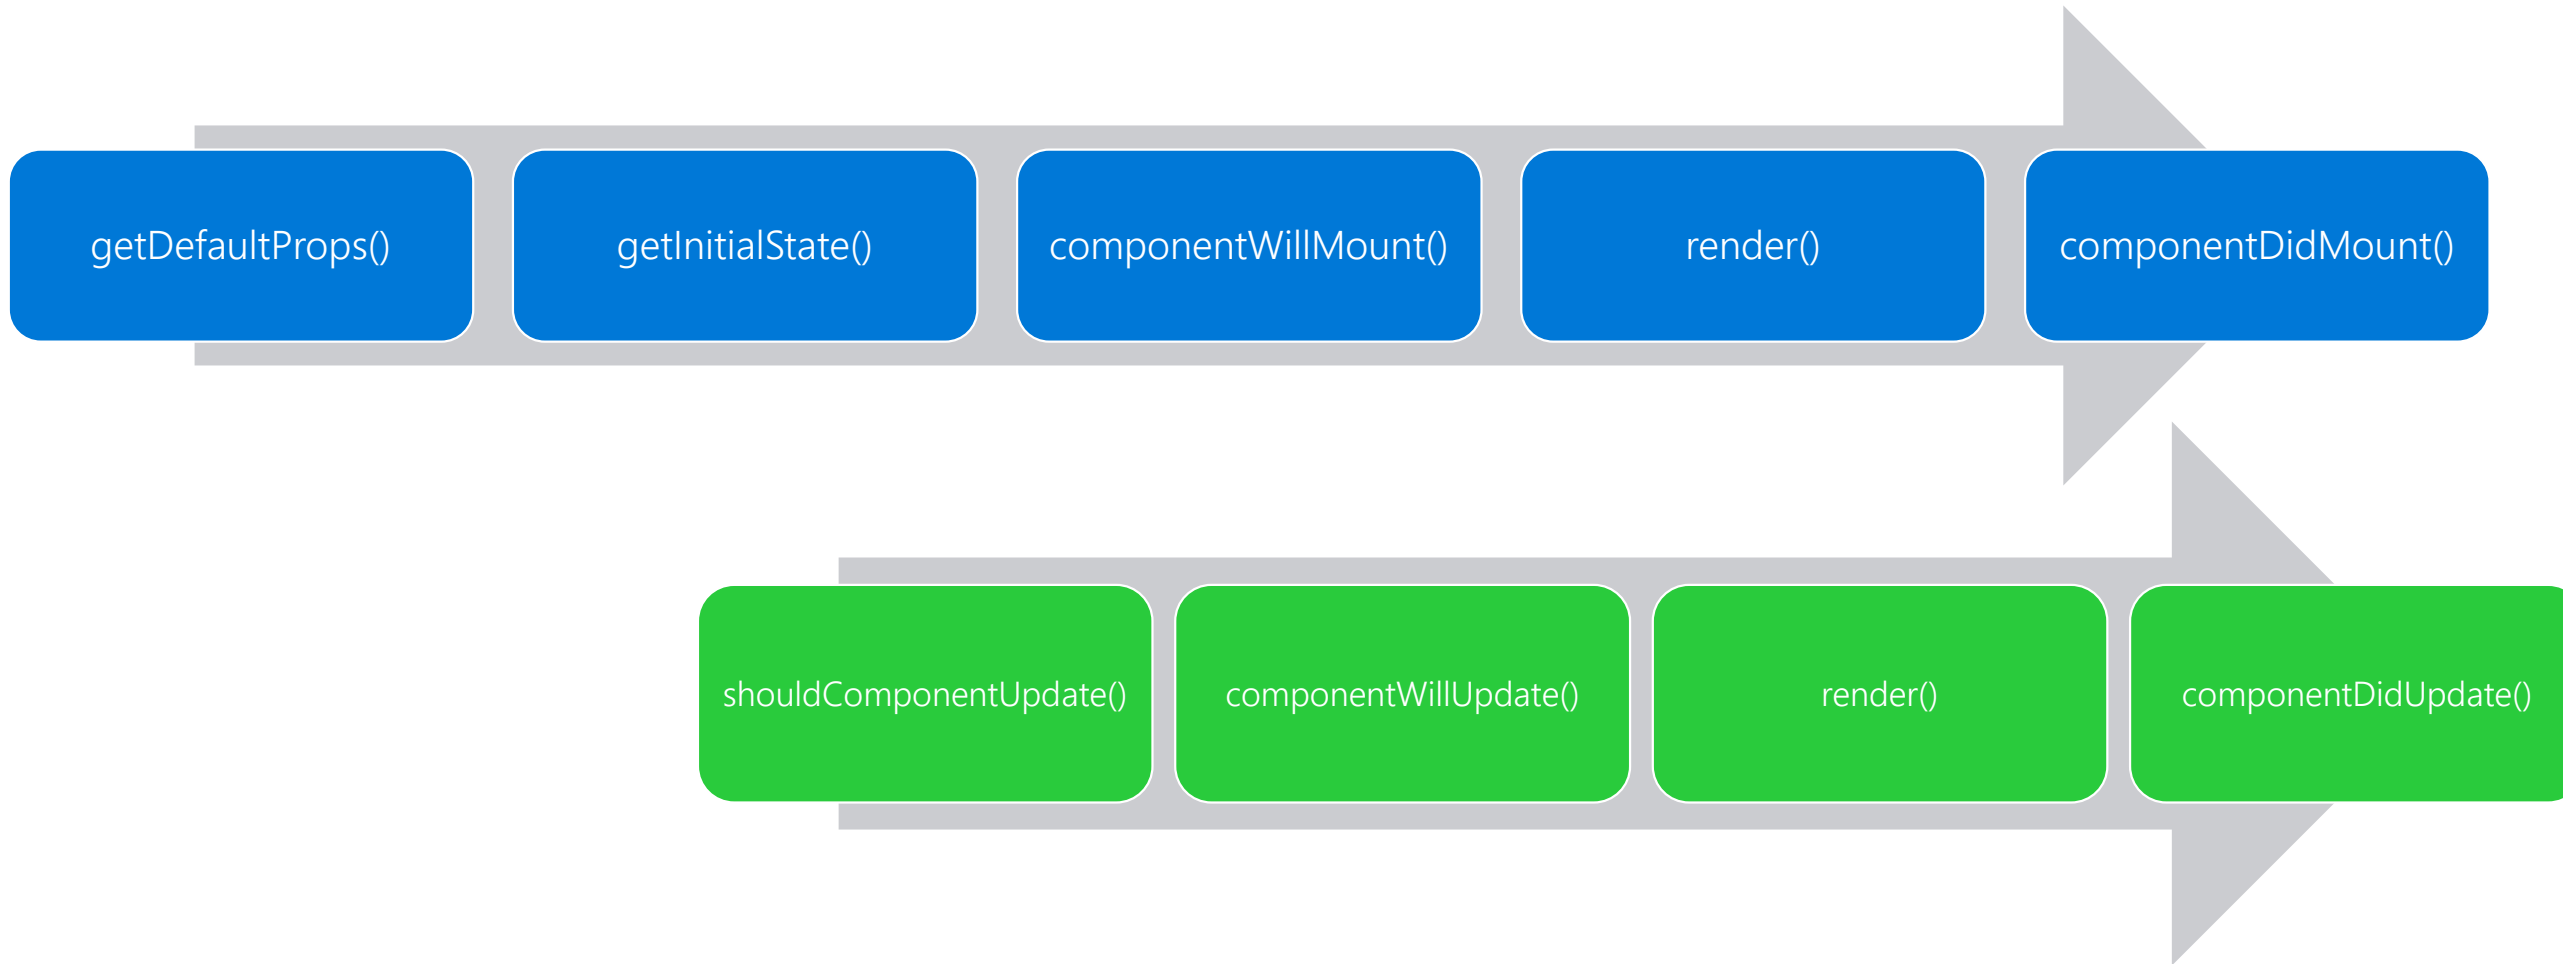 getDefaultProps()
getInitialState()
componentWillMount()
render()
componentDidMount()
shouldComponentUpdate()
componentWillUpdate()
render()
componentDidUpdate()